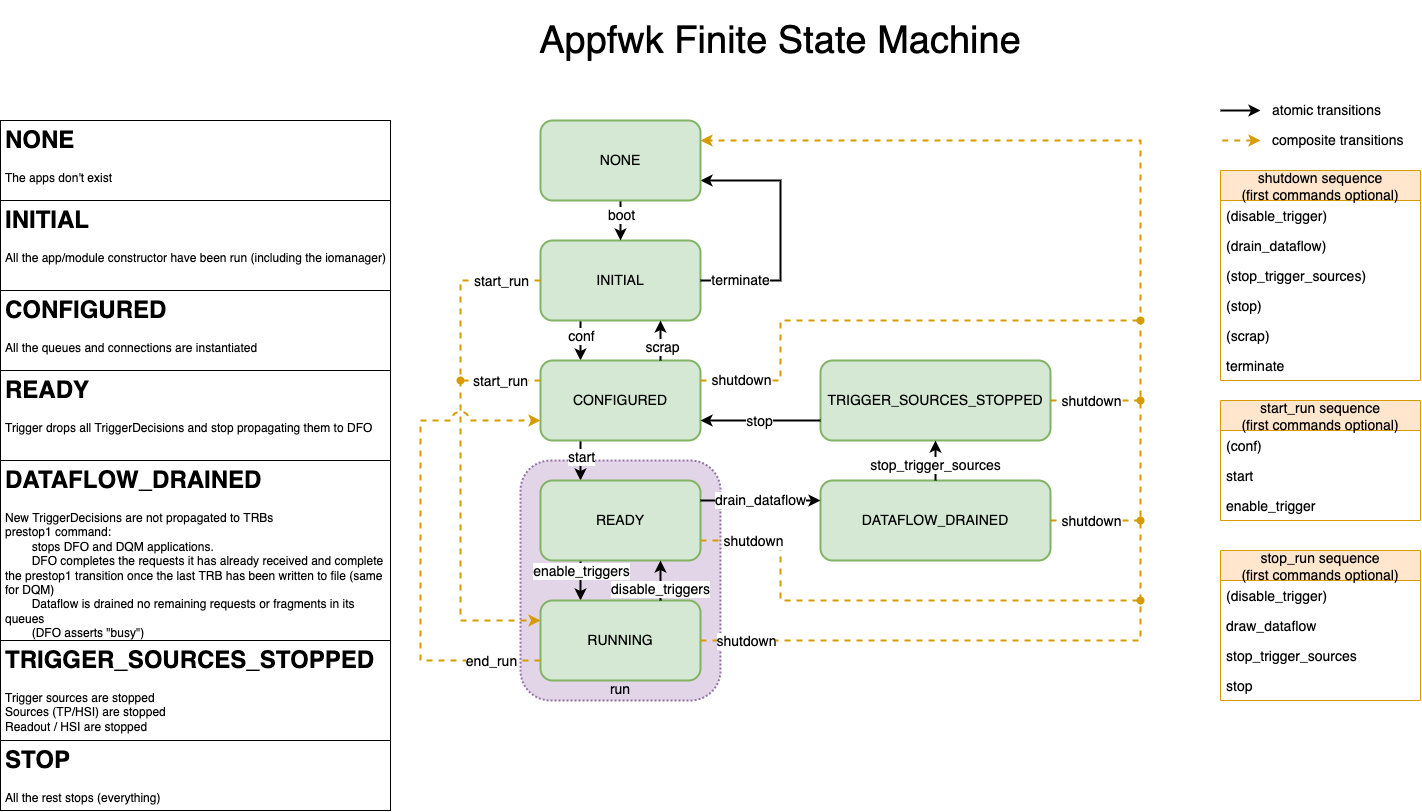 Appfwk Finite State Machine
NONE
The apps don't exist
INITIAL
All the app/module constructor have been run (including the iomanager)
CONFIGURED
All the queues and connections are instantiated
READY
Trigger drops all TriggerDecisions and stop propagating them to DFO
DATAFLOW_DRAINED
New TriggerDecisions are not propagated to TRBs
prestop1 command:
stops DFO and DQM applications.
DFO completes the requests it has already received and complete
the prestop1 transition once the last TRB has been written to file (same
for DQM)
Dataflow is drained no remaining requests or fragments in its
queues
(DFO asserts "busy")
TRIGGER_SOURCES_STOPPED
Trigger sources are stopped
Sources (TP/HSI) are stopped
Readout / HSI are stopped
STOP
All the rest stops (everything)
NONE
boot
start_run
INITIAL
terminate
conf
scrap
start_run
CONFIGURED
shutdown
TRIGGER_SOURCES_STOPPED
shutdown
stop
start
stop_trigger_sources
READY
drain_dataflow
DATAFLOW_DRAINED
shutdown
shutdown
enable_triggers
disable_triggers
RUNNING
shutdown
end_run
run
atomic transitions
composite transitions
shutdown sequence
(first commands optional)
(disable_trigger)
(drain_dataflow)
(stop_trigger_sources)
(stop)
(scrap)
terminate
start_run sequence
(first commands optional)
(conf)
start
enable_trigger
stop_run sequence
(first commands optional)
(disable_trigger)
draw_dataflow
stop_trigger_sources
stop